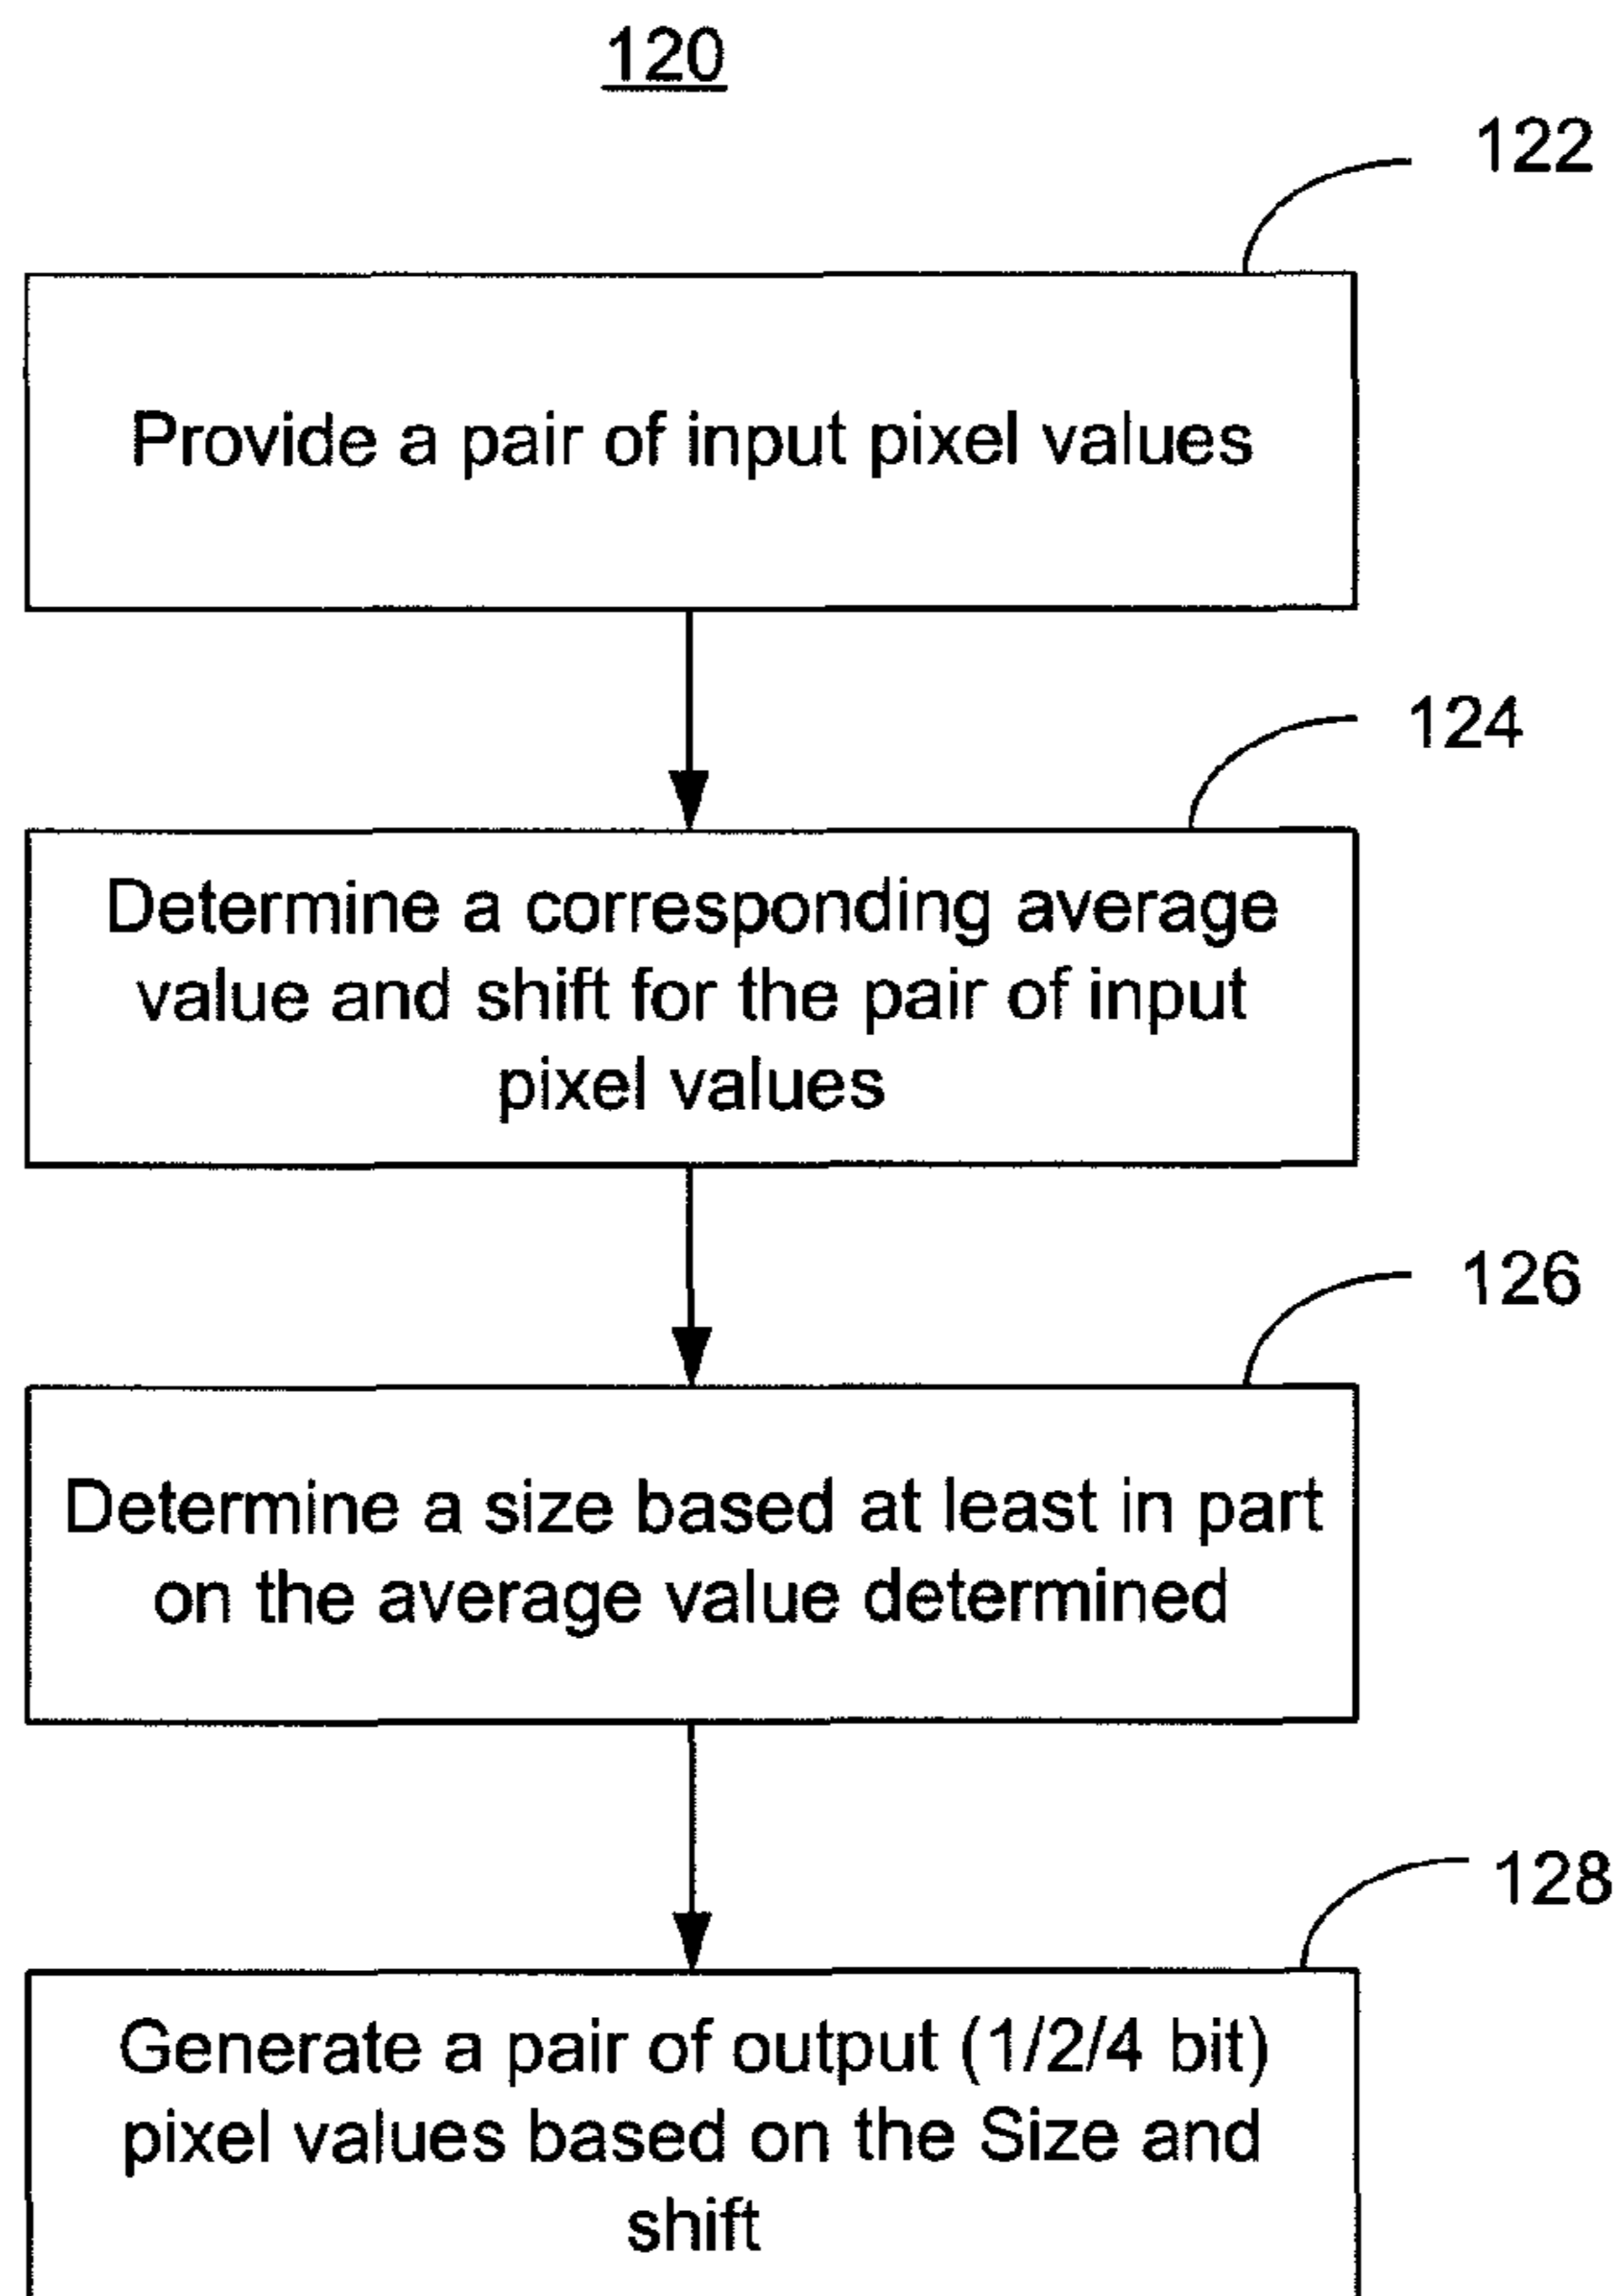 120
122
Provide a pair of input pixel values
124
Determine a corresponding average
value and shift for the pair of input
pixel values
126
Determine a size based at least in part
on the average value determined
128
Generate a pair of output (1/2/4 bit)
pixel values based on the Size and
shift